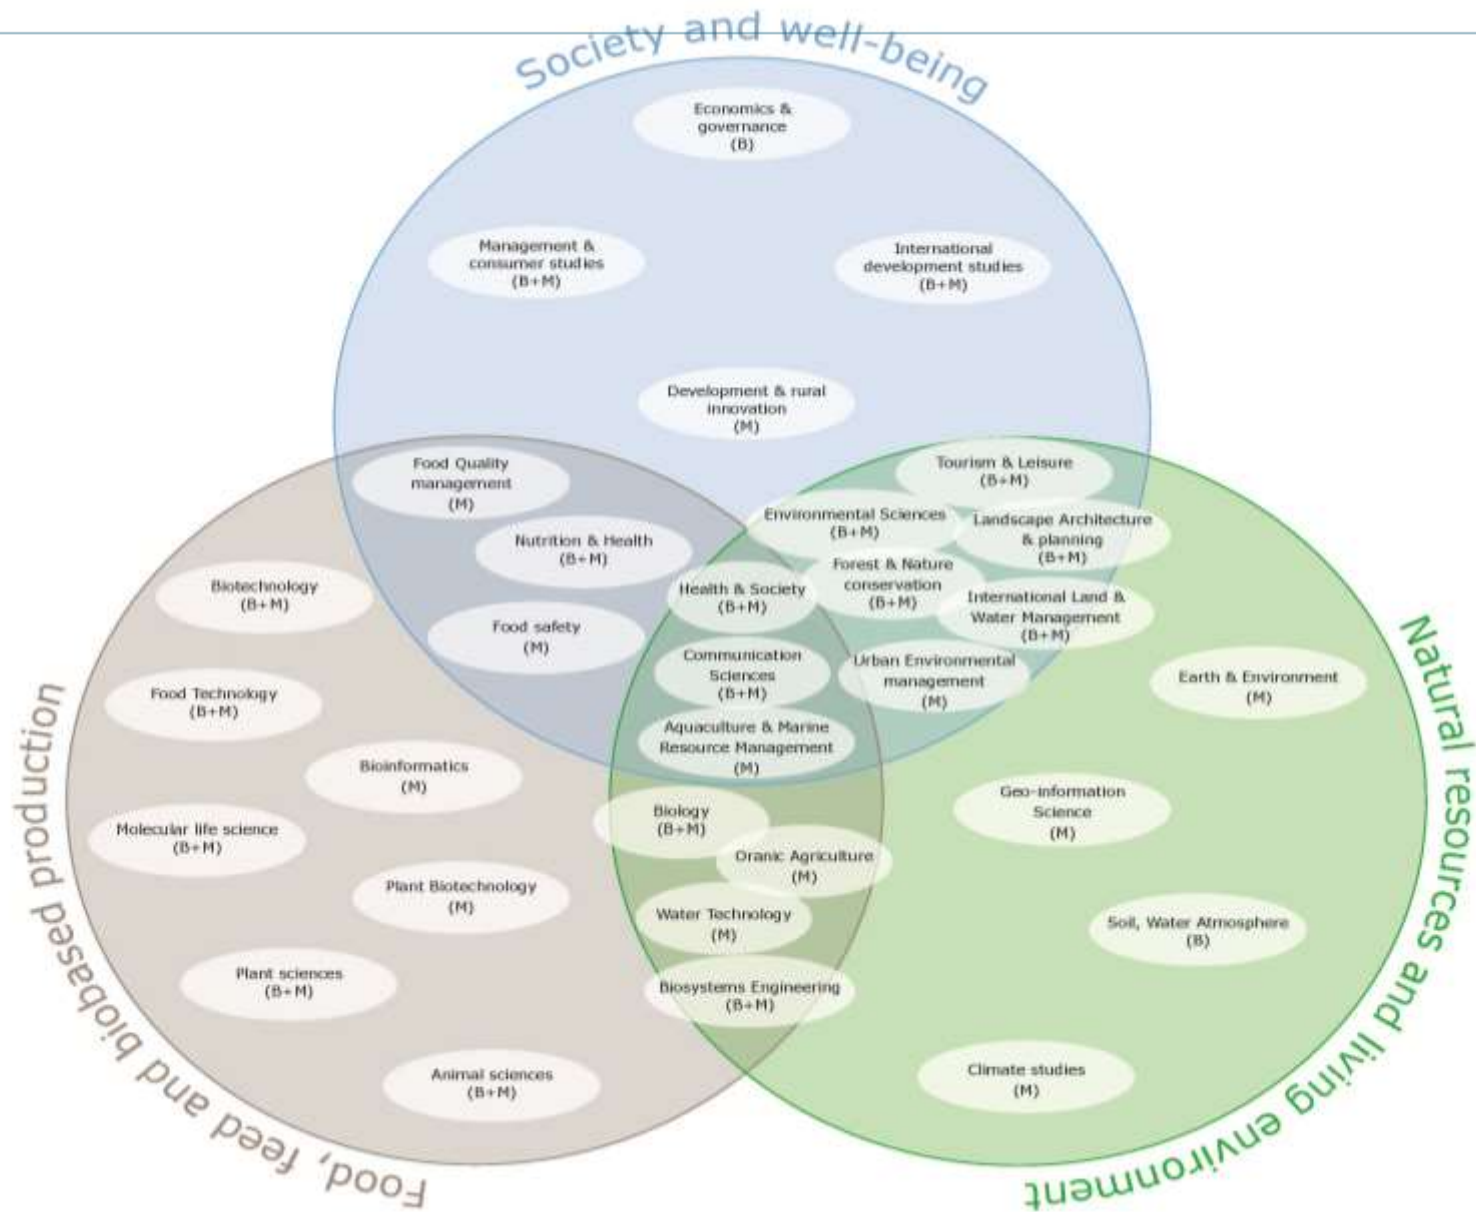 Society and well-being
Economics &
governance
(B)
Management &
consumer studies
(B+M)
International
development studies
(B+M)
Development & rural
innovation
(M)
Food Quality
management
(M)
Nutrition & Health
(B+M)
Food safety
(M)
Tourism & Leisure
(B+M)
Environmental Sciences
(B+M)
Landscape Architecture
& planning
(B+M)
Forest & Nature
conservation
(B+M)
International Land &
Water Management
(B+M)
Urban Environmental
management
(M)
Health & Society
(B+M)
Communication
Sciences
(B+M)
Aquaculture & Marine
Resource Management
(M)
Biotechnology
(B+M)
Food Technology
(B+M)
Bioinformatics
(M)
Molecular life science
(B+M)
Plant Biotechnology
(M)
Plant sciences
(B+M)
Animal sciences
(B+M)
Biology
(B+M)
Oranic Agriculture
(M)
Water Technology
(M)
Biosystems Engineering
(B+M)
Earth & Environment
(M)
Geo-information
Science
(M)
Soil, Water Atmosphere
(B)
Climate studies
(M)
Food, feed and biobased production
Natural resources and living environment